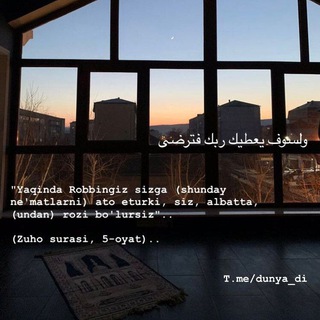 ولسوف يعطيك ربك فترضى
"Yaqinda Robbingiz sizga (shunday
ne'matlarni) ato eturki, siz, albatta,
(undan) rozi bo'lursiz"..
(Zuho surasi, 5-oyat)..
T.me/dunya_di